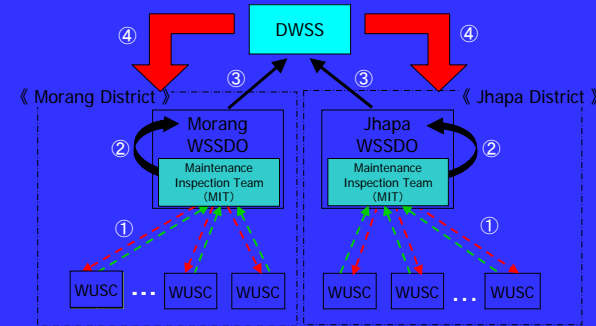 ④ DWSS ④
③ ③
《 Morang District 》 《 Jhapa District 》
Morang
WSSDO
Jhapa
WSSDO
② ②
Maintenance
Inspection Team
(MIT)
Maintenance
Inspection Team
(MIT)
① ①
WUSC ... WUSC WUSC WUSC WUSC ... WUSC